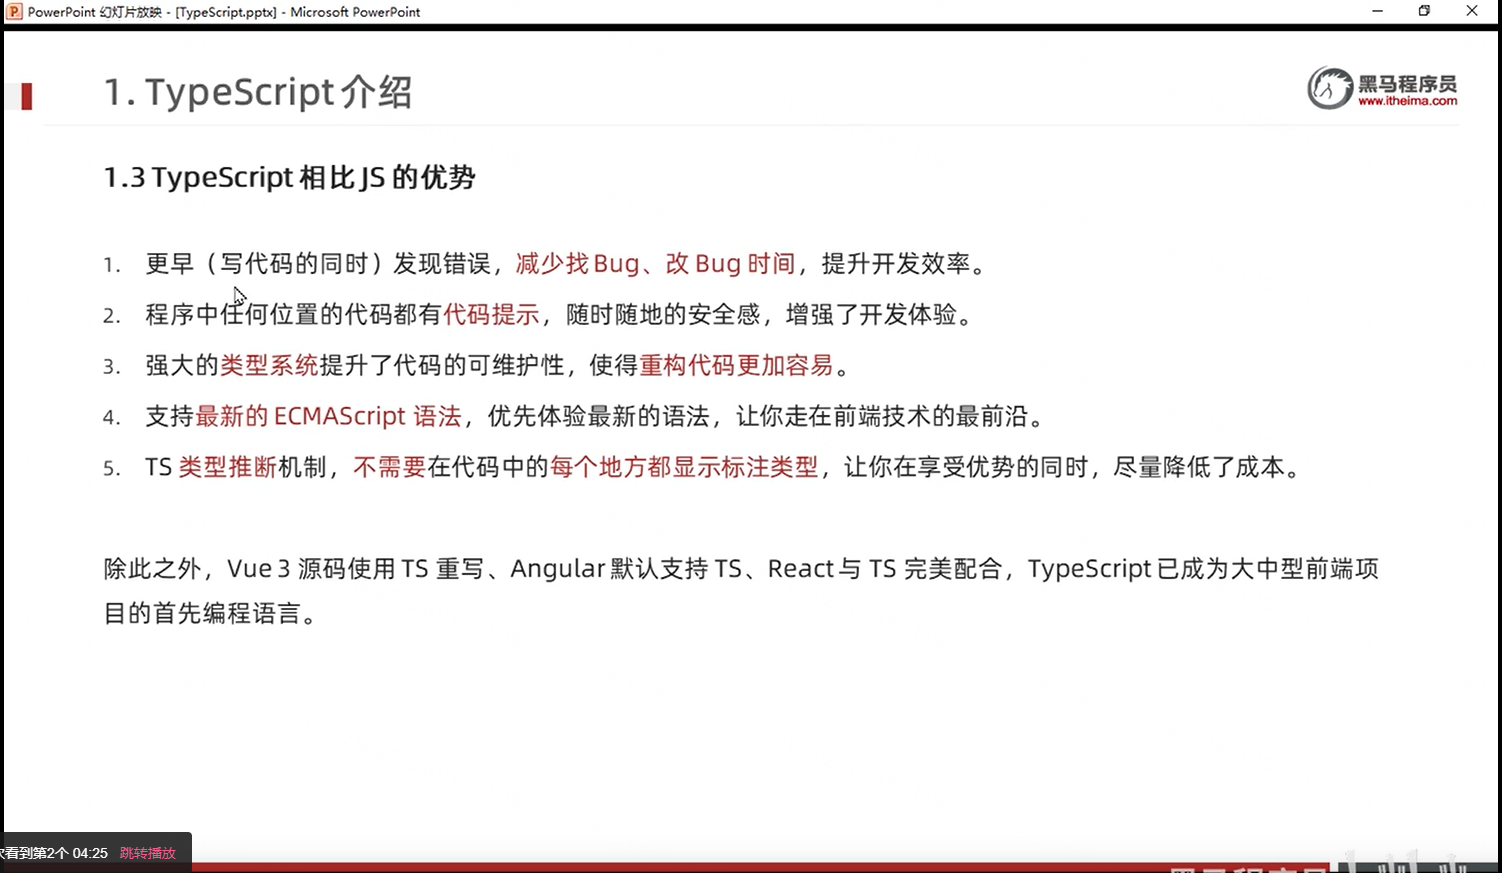 PowerPoint 幻灯片放映 - [TypeScript.pptx] - Microsoft PowerPoint
1. TypeScript 介绍
黑马程序员
www.itheima.com
1.3 TypeScript 相比 JS 的优势
1. 更早（写代码的同时）发现错误，减少找 Bug、改 Bug 时间，提升开发效率。
2. 程序中任何位置的代码都有代码提示，随时随地的安全感，增强了开发体验。
3. 强大的类型系统提升了代码的可维护性，使得重构代码更加容易。
4. 支持最新的 ECMAScript 语法，优先体验最新的语法，让你走在前端技术的最前沿。
5. TS 类型推断机制，不需要在代码中的每个地方都显示标注类型，让你在享受优势的同时，尽量降低了成本。
除此之外，Vue 3 源码使用 TS 重写、Angular 默认支持 TS、React 与 TS 完美配合，TypeScript 已成为大中型前端项
目的首先编程语言。
看到第2个 04:25 跳转播放